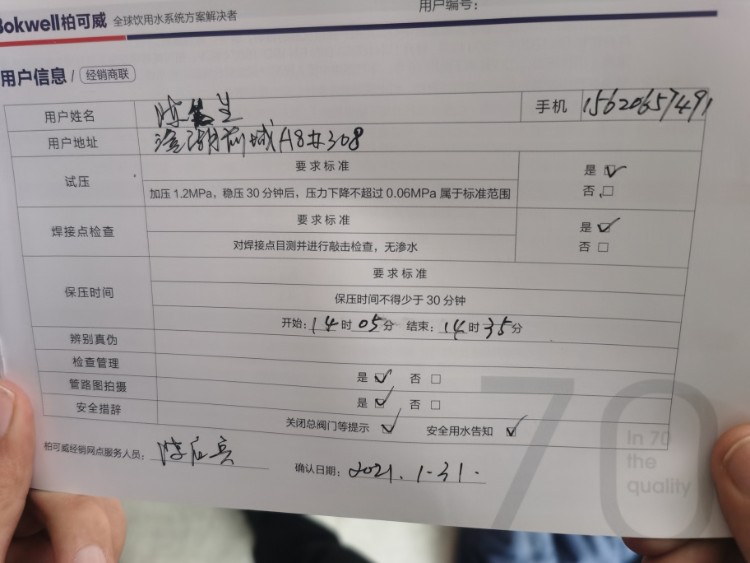 Bokwell柏可威 全球饮用水系统方案解决者
用户编号:
用户信息/ 经销商联
用户姓名 陈先生 手机 15620657491
用户地址 A8 308
试压 要求标准 是 ☑
加压 1.2MPa，稳压 30 分钟后，压力下降不超过 0.06MPa 属于标准范围 否 □
焊接点检查 要求标准 是 ☑
对焊接点目测并进行敲击检查，无渗水 否 □
保压时间 要求标准
保压时间不得少于 30 分钟
开始: 14 时 05 分 结束: 14 时 35 分
辨别真伪
检查管理 是 ☑ 否 □
管路图拍摄 是 ☑ 否 □
安全措辞 关闭总阀门等提示 ☑ 安全用水告知 ☑
柏可威经销网点服务人员:
确认日期: 2021.1.31.
70
In 70
the
quality